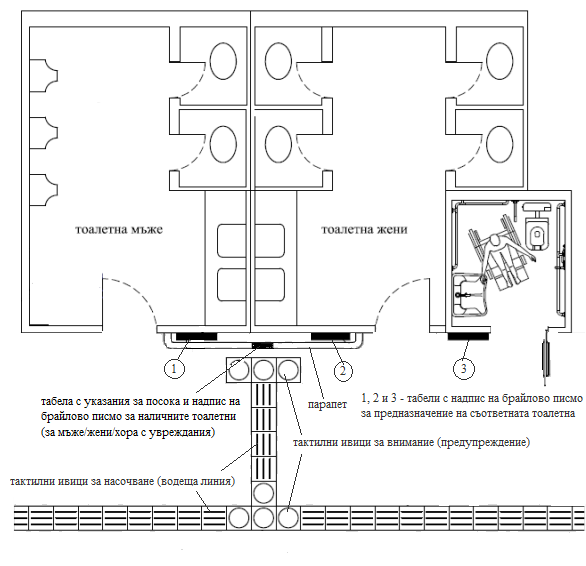 тоалетна мъже
тоалетна жени
1
2
3
табела с указания за посока и надпис на
брайлово писмо за наличните тоалетни
(за мъже/жени/хора с увреждания)
парапет
1, 2 и 3 - табели с надпис на брайлово писмо
за предназначение на съответната тоалетна
тактилни ивици за внимание (предупреждение)
тактилни ивици за насочване (водеща линия)